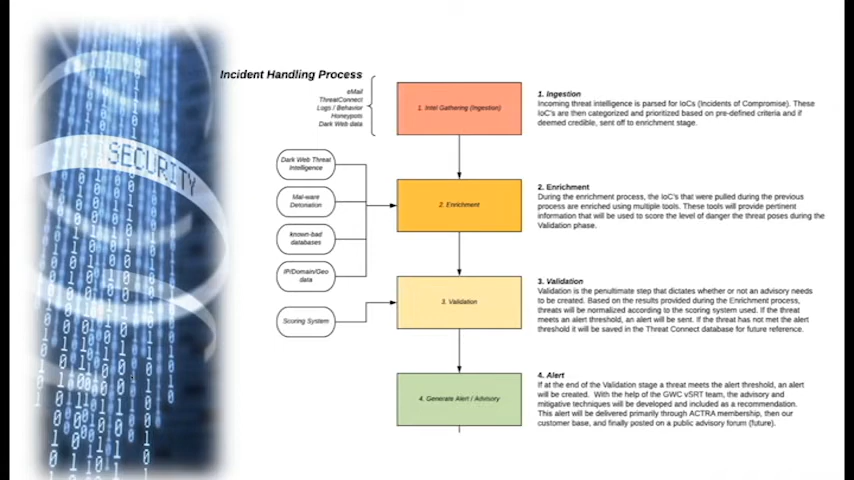 SECURITY
Incident Handling Process
eMail
ThreatConnect
Logs / Behavior
Honeypots
Dark Web data
1. Intel Gathering (Ingestion)
1. Ingestion
Incoming threat intelligence is parsed for IoCs (Incidents of Compromise). These
IoC's are then categorized and prioritized based on pre-defined criteria and if
deemed credible, sent off to enrichment stage.
Dark Web Threat
Intelligence
Mal-ware
Detonation
known-bad
databases
IP/Domain/Geo
data
2. Enrichment
2. Enrichment
During the enrichment process, the IoC's that were pulled during the previous
process are enriched using multiple tools. These tools will provide pertinent
information that will be used to score the level of danger the threat poses during the
Validation phase.
Scoring System
3. Validation
3. Validation
Validation is the penultimate step that dictates whether or not an advisory needs
to be created. Based on the results provided during the Enrichment process,
threats will be normalized according to the scoring system used. If the threat
meets an alert threshold, an alert will be sent. If the threat has not met the alert
threshold it will be saved in the Threat Connect database for future reference.
4. Generate Alert / Advisory
4. Alert
If at the end of the Validation stage a threat meets the alert threshold, an alert
will be created.  With the help of the GWC vSRT team, the advisory and
mitigative techniques will be developed and included as a recommendation.
This alert will be delivered primarily through ACTRA membership, then our
customer base, and finally posted on a public advisory forum (future).